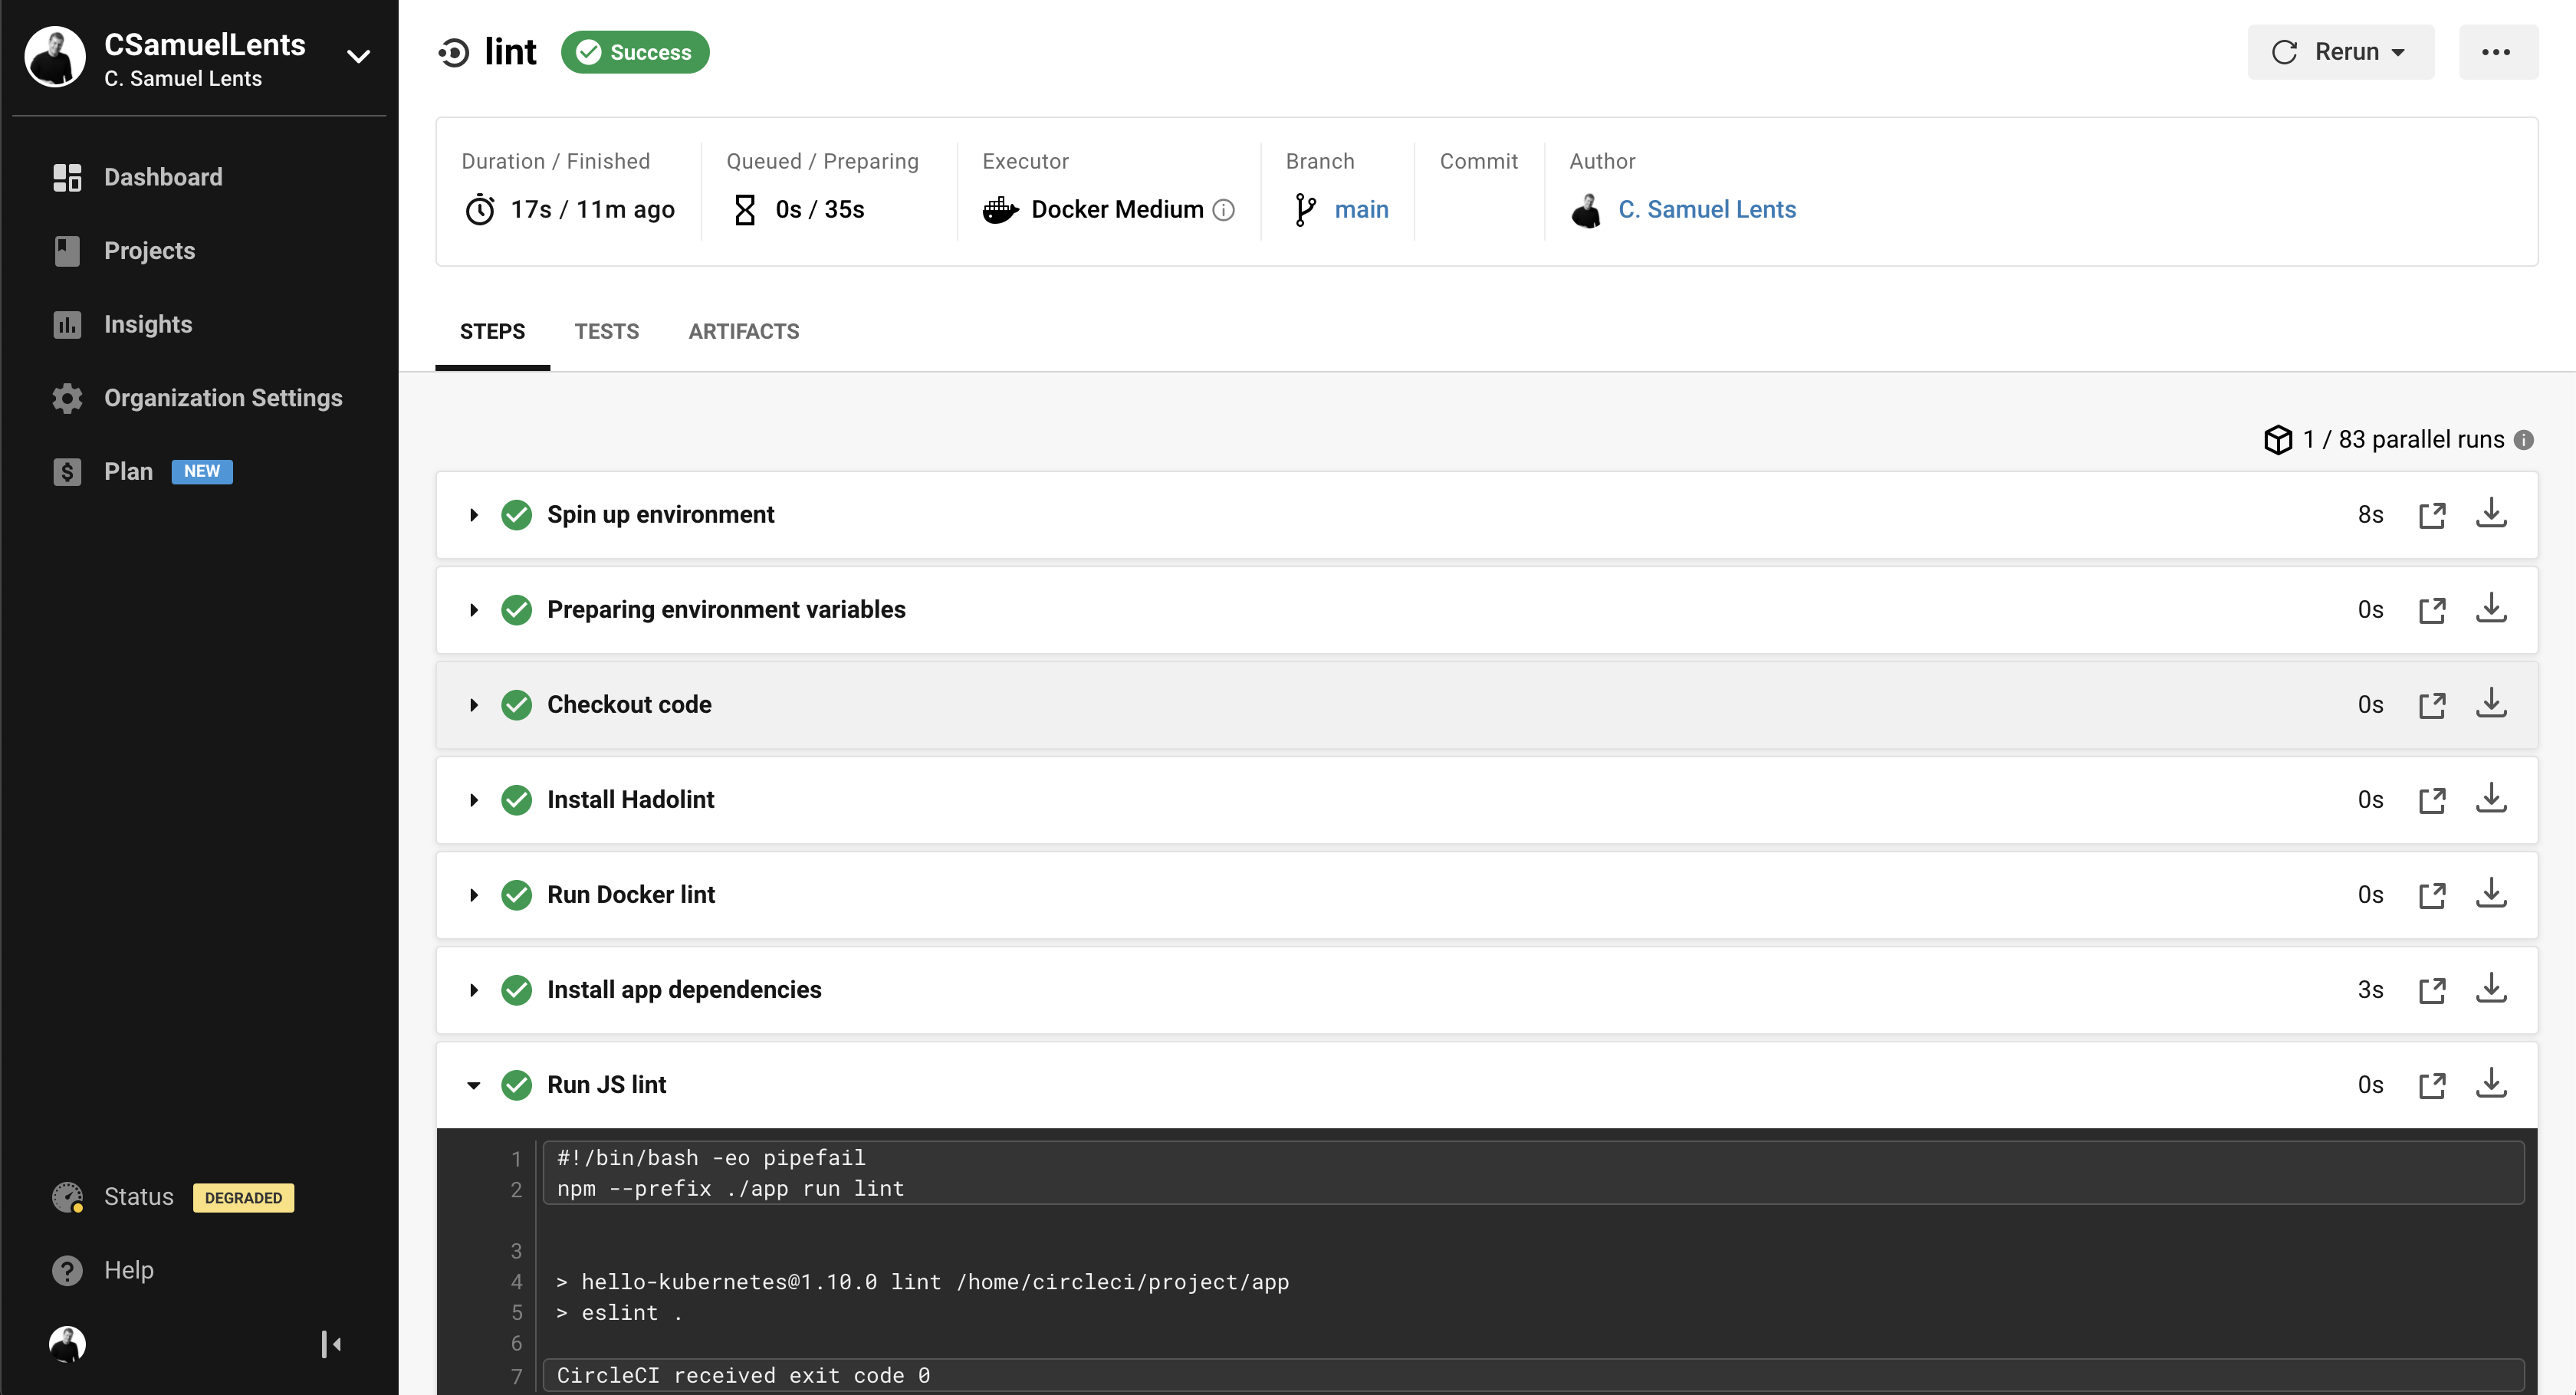 CSamuelLents
C. Samuel Lents
Dashboard
Projects
Insights
Organization Settings
Plan NEW
Status DEGRADED
Help
lint Success
Rerun
Duration / Finished
17s / 11m ago
Queued / Preparing
0s / 35s
Executor
Docker Medium
Branch
main
Commit
Author
C. Samuel Lents
STEPS TESTS ARTIFACTS
1 / 83 parallel runs
Spin up environment 8s
Preparing environment variables 0s
Checkout code 0s
Install Hadolint 0s
Run Docker lint 0s
Install app dependencies 3s
Run JS lint 0s
1 #!/bin/bash -eo pipefail
2 npm --prefix ./app run lint
3
4 > hello-kubernetes@1.10.0 lint /home/circleci/project/app
5 > eslint .
6
7 CircleCI received exit code 0